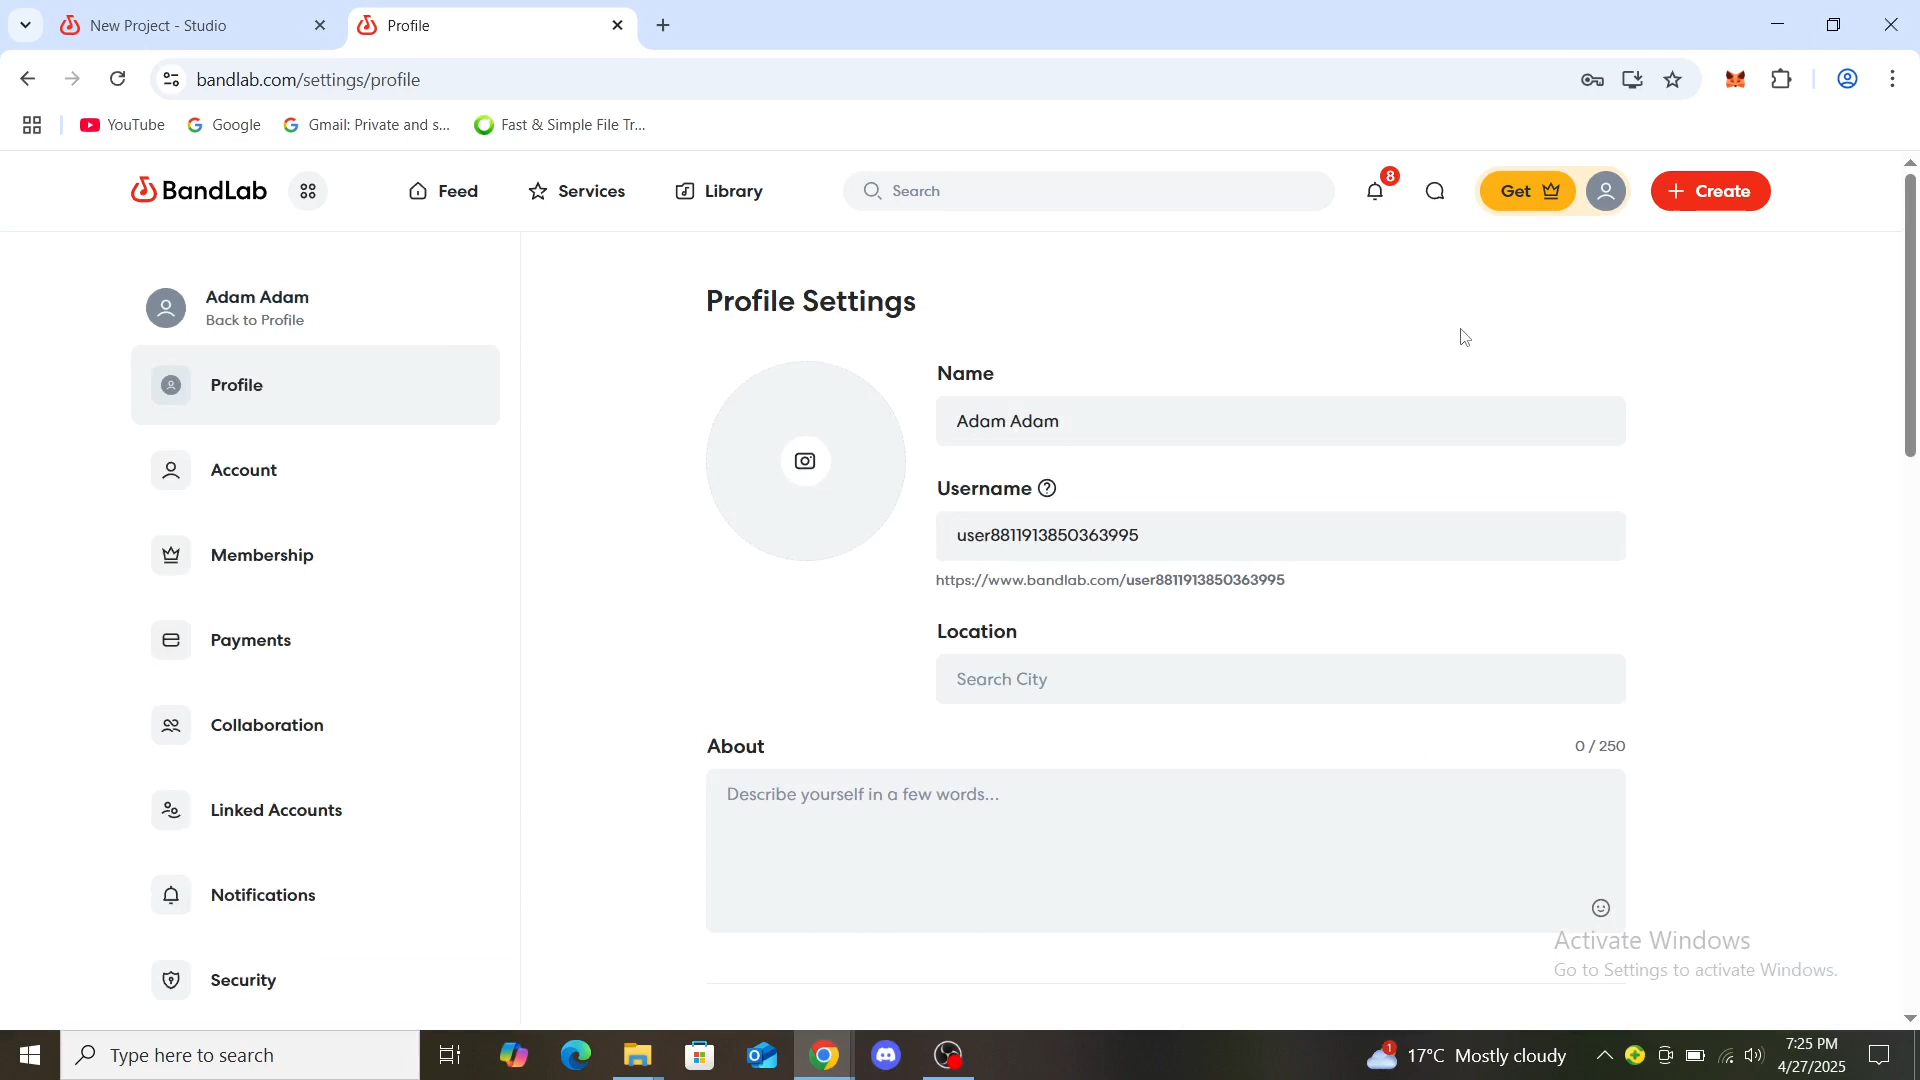 New Project - Studio
Profile
bandlab.com/settings/profile
YouTube
Google
Gmail: Private and s...
Fast & Simple File Tr...
BandLab
Feed
Services
Library
Search
8
Get
Create
Adam Adam
Back to Profile
Profile
Account
Membership
Payments
Collaboration
Linked Accounts
Notifications
Security
Profile Settings
Name
Adam Adam
Username
user8811913850363995
https://www.bandlab.com/user8811913850363995
Location
Search City
About
0 / 250
Describe yourself in a few words...
Activate Windows
Go to Settings to activate Windows.
Type here to search
1
17°C Mostly cloudy
7:25 PM
4/27/2025